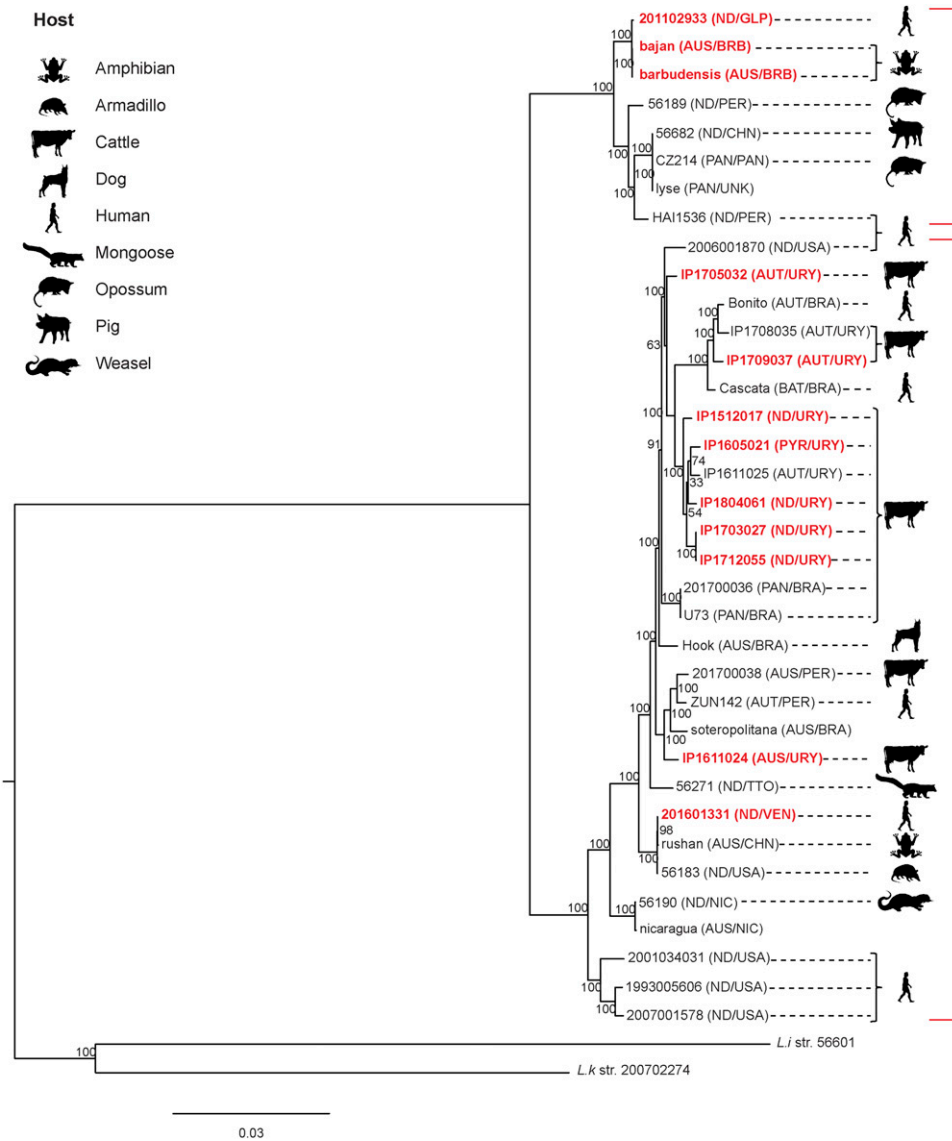 Host
Amphibian
Armadillo
Cattle
Dog
Human
Mongoose
Opossum
Pig
Weasel
201102933 (ND/GLP)
100
bajan (AUS/BRB)
100
barbudensis (AUS/BRB)
100
56189 (ND/PER)
56682 (ND/CHN)
100
100
CZ214 (PAN/PAN)
100
lyse (PAN/UNK)
100
HAI1536 (ND/PER)
2006001870 (ND/USA)
IP1705032 (AUT/URY)
100
Bonito (AUT/BRA)
100
IP1708035 (AUT/URY)
100
63
IP1709037 (AUT/URY)
100
Cascata (BAT/BRA)
100
IP1512017 (ND/URY)
91
IP1605021 (PYR/URY)
74
100
IP1611025 (AUT/URY)
33
IP1804061 (ND/URY)
54
IP1703027 (ND/URY)
100
100
IP1712055 (ND/URY)
201700036 (PAN/BRA)
100
U73 (PAN/BRA)
Hook (AUS/BRA)
201700038 (AUS/PER)
100
ZUN142 (AUT/PER)
100
100
soteropolitana (AUS/BRA)
100
100
IP1611024 (AUS/URY)
56271 (ND/TTO)
201601331 (ND/VEN)
98
rushan (AUS/CHN)
100
56183 (ND/USA)
56190 (ND/NIC)
100
100
nicaragua (AUS/NIC)
2001034031 (ND/USA)
100
1993005606 (ND/USA)
100
2007001578 (ND/USA)
L.i str. 56601
100
L.k str. 200702274
0.03